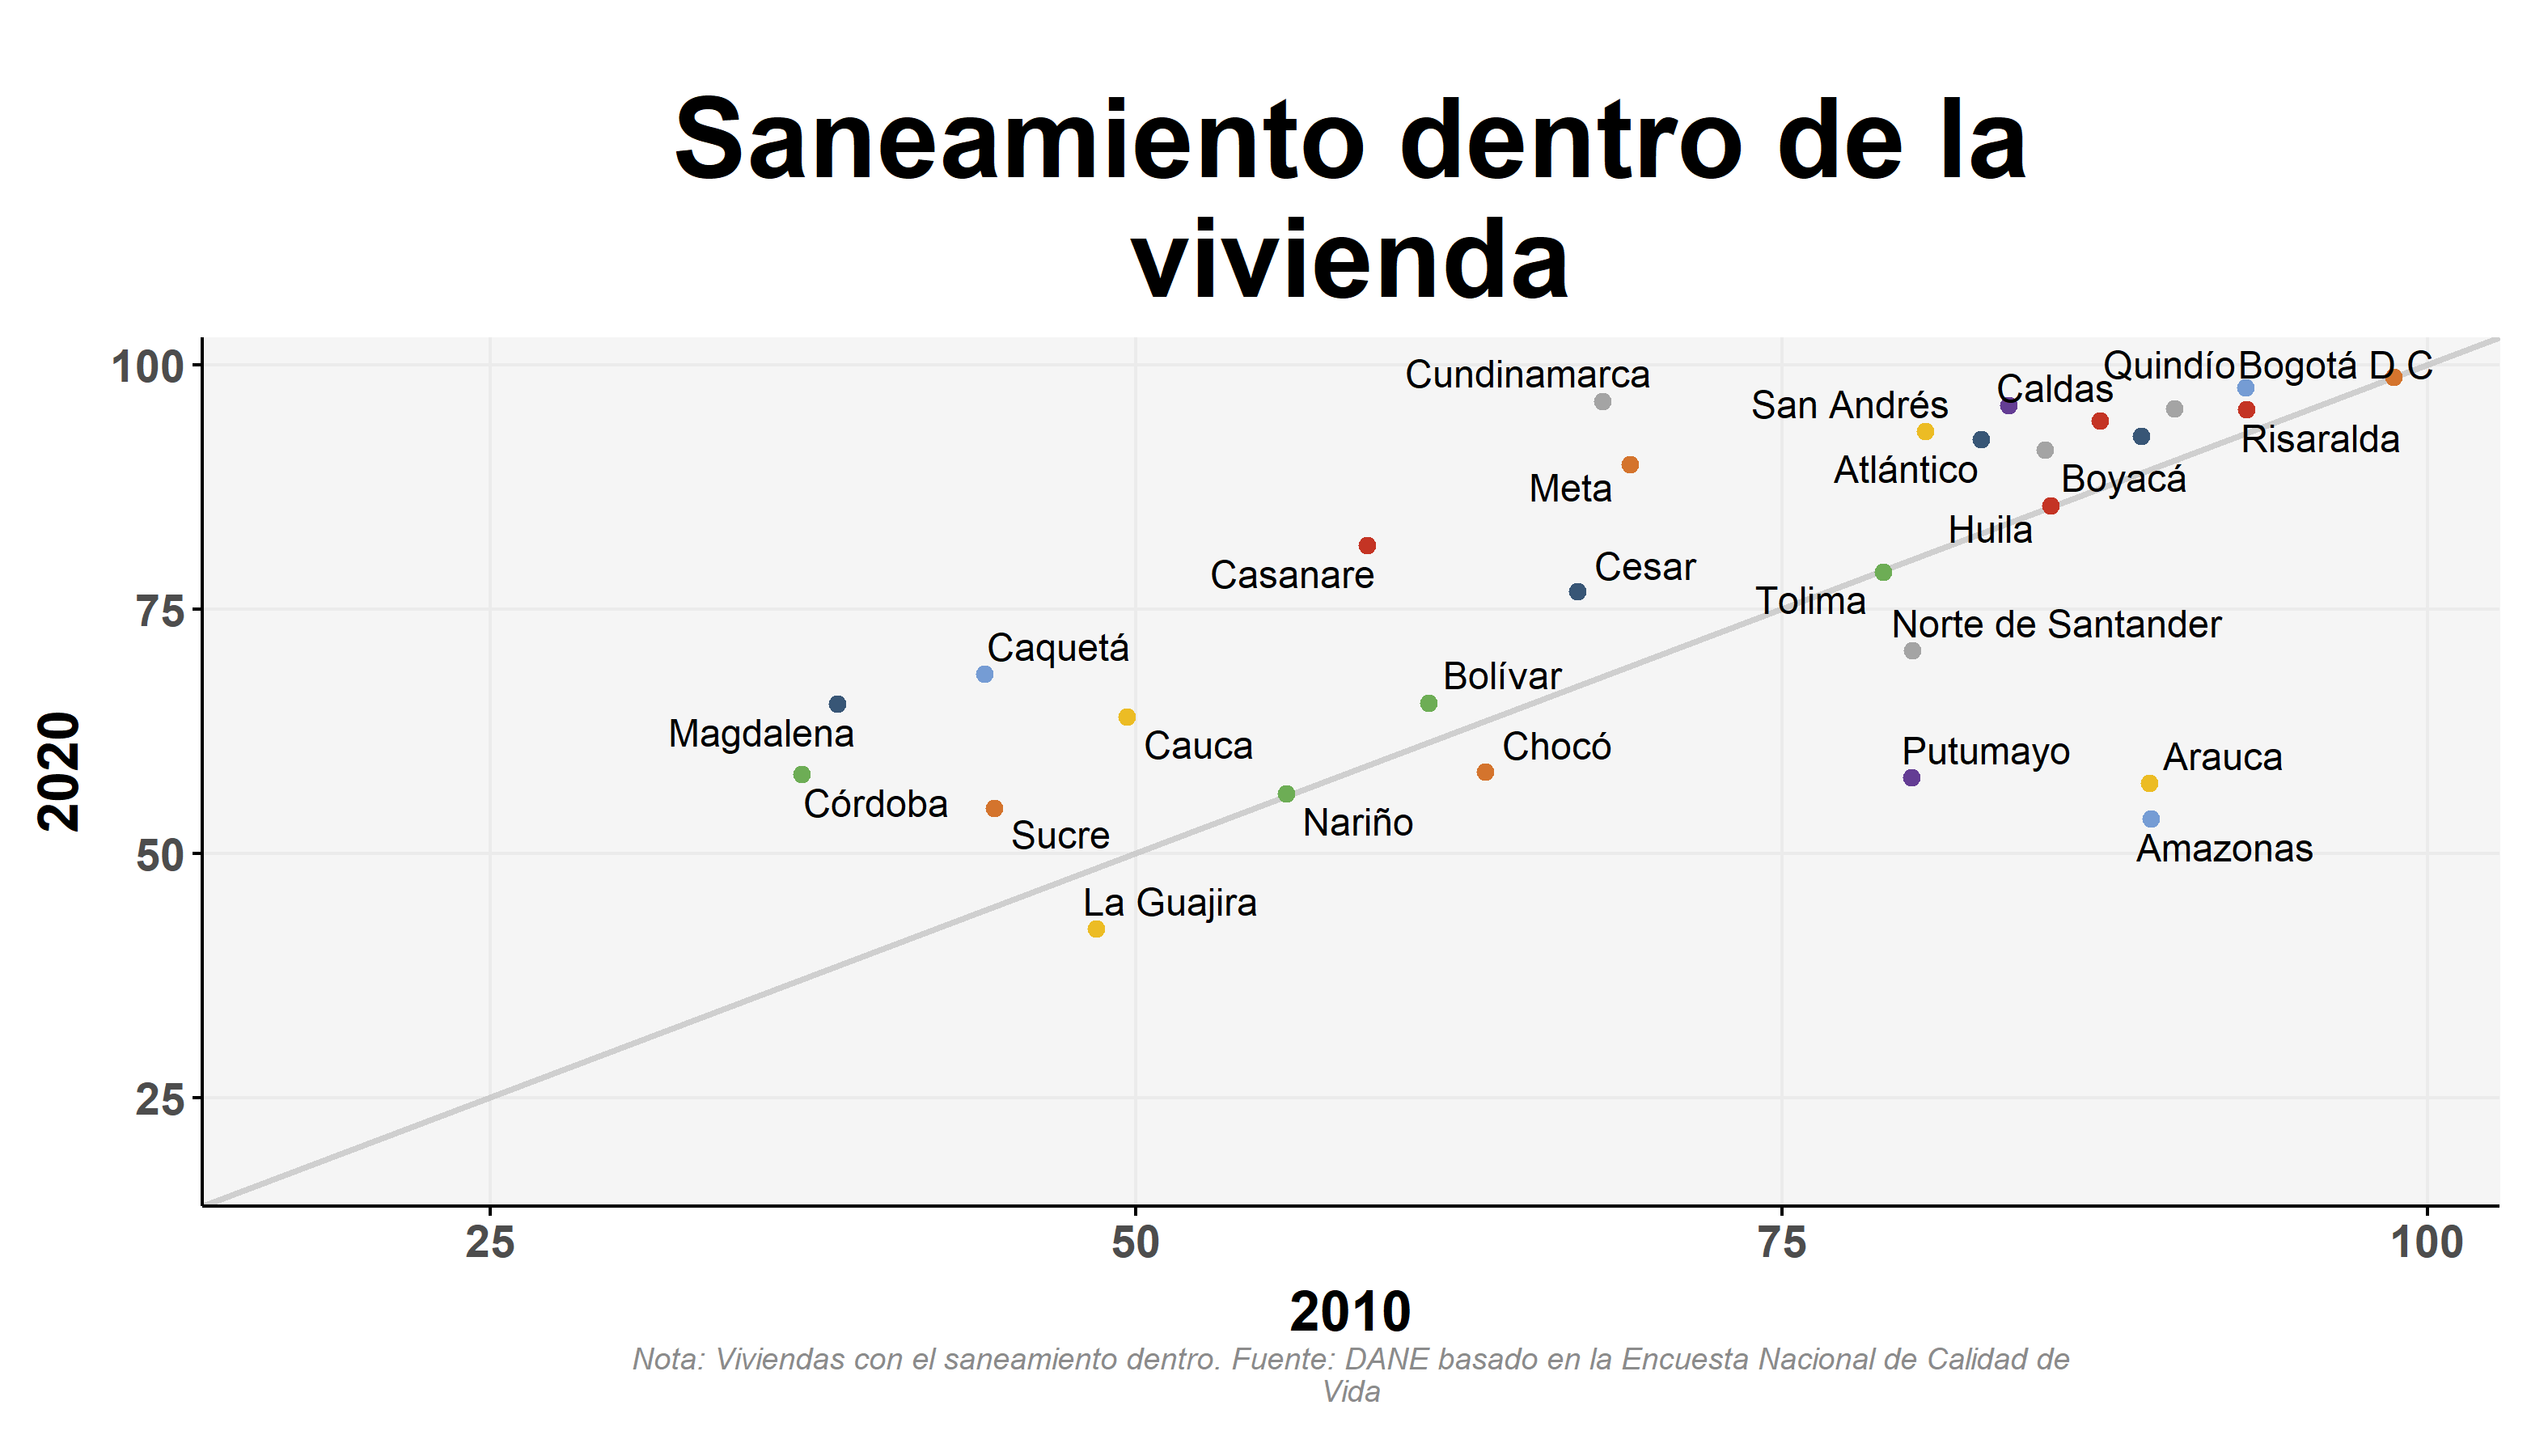 Saneamiento dentro de la
vivienda
100
75
50
25
2020
Cundinamarca
Quindío
Bogotá D C
San Andrés
Caldas
Risaralda
Atlántico
Boyacá
Meta
Huila
Casanare
Cesar
Tolima
Norte de Santander
Caquetá
Bolívar
Magdalena
Cauca
Chocó
Putumayo
Arauca
Córdoba
Sucre
Nariño
Amazonas
La Guajira
25
50
75
100
2010
Nota: Viviendas con el saneamiento dentro. Fuente: DANE basado en la Encuesta Nacional de Calidad de
Vida